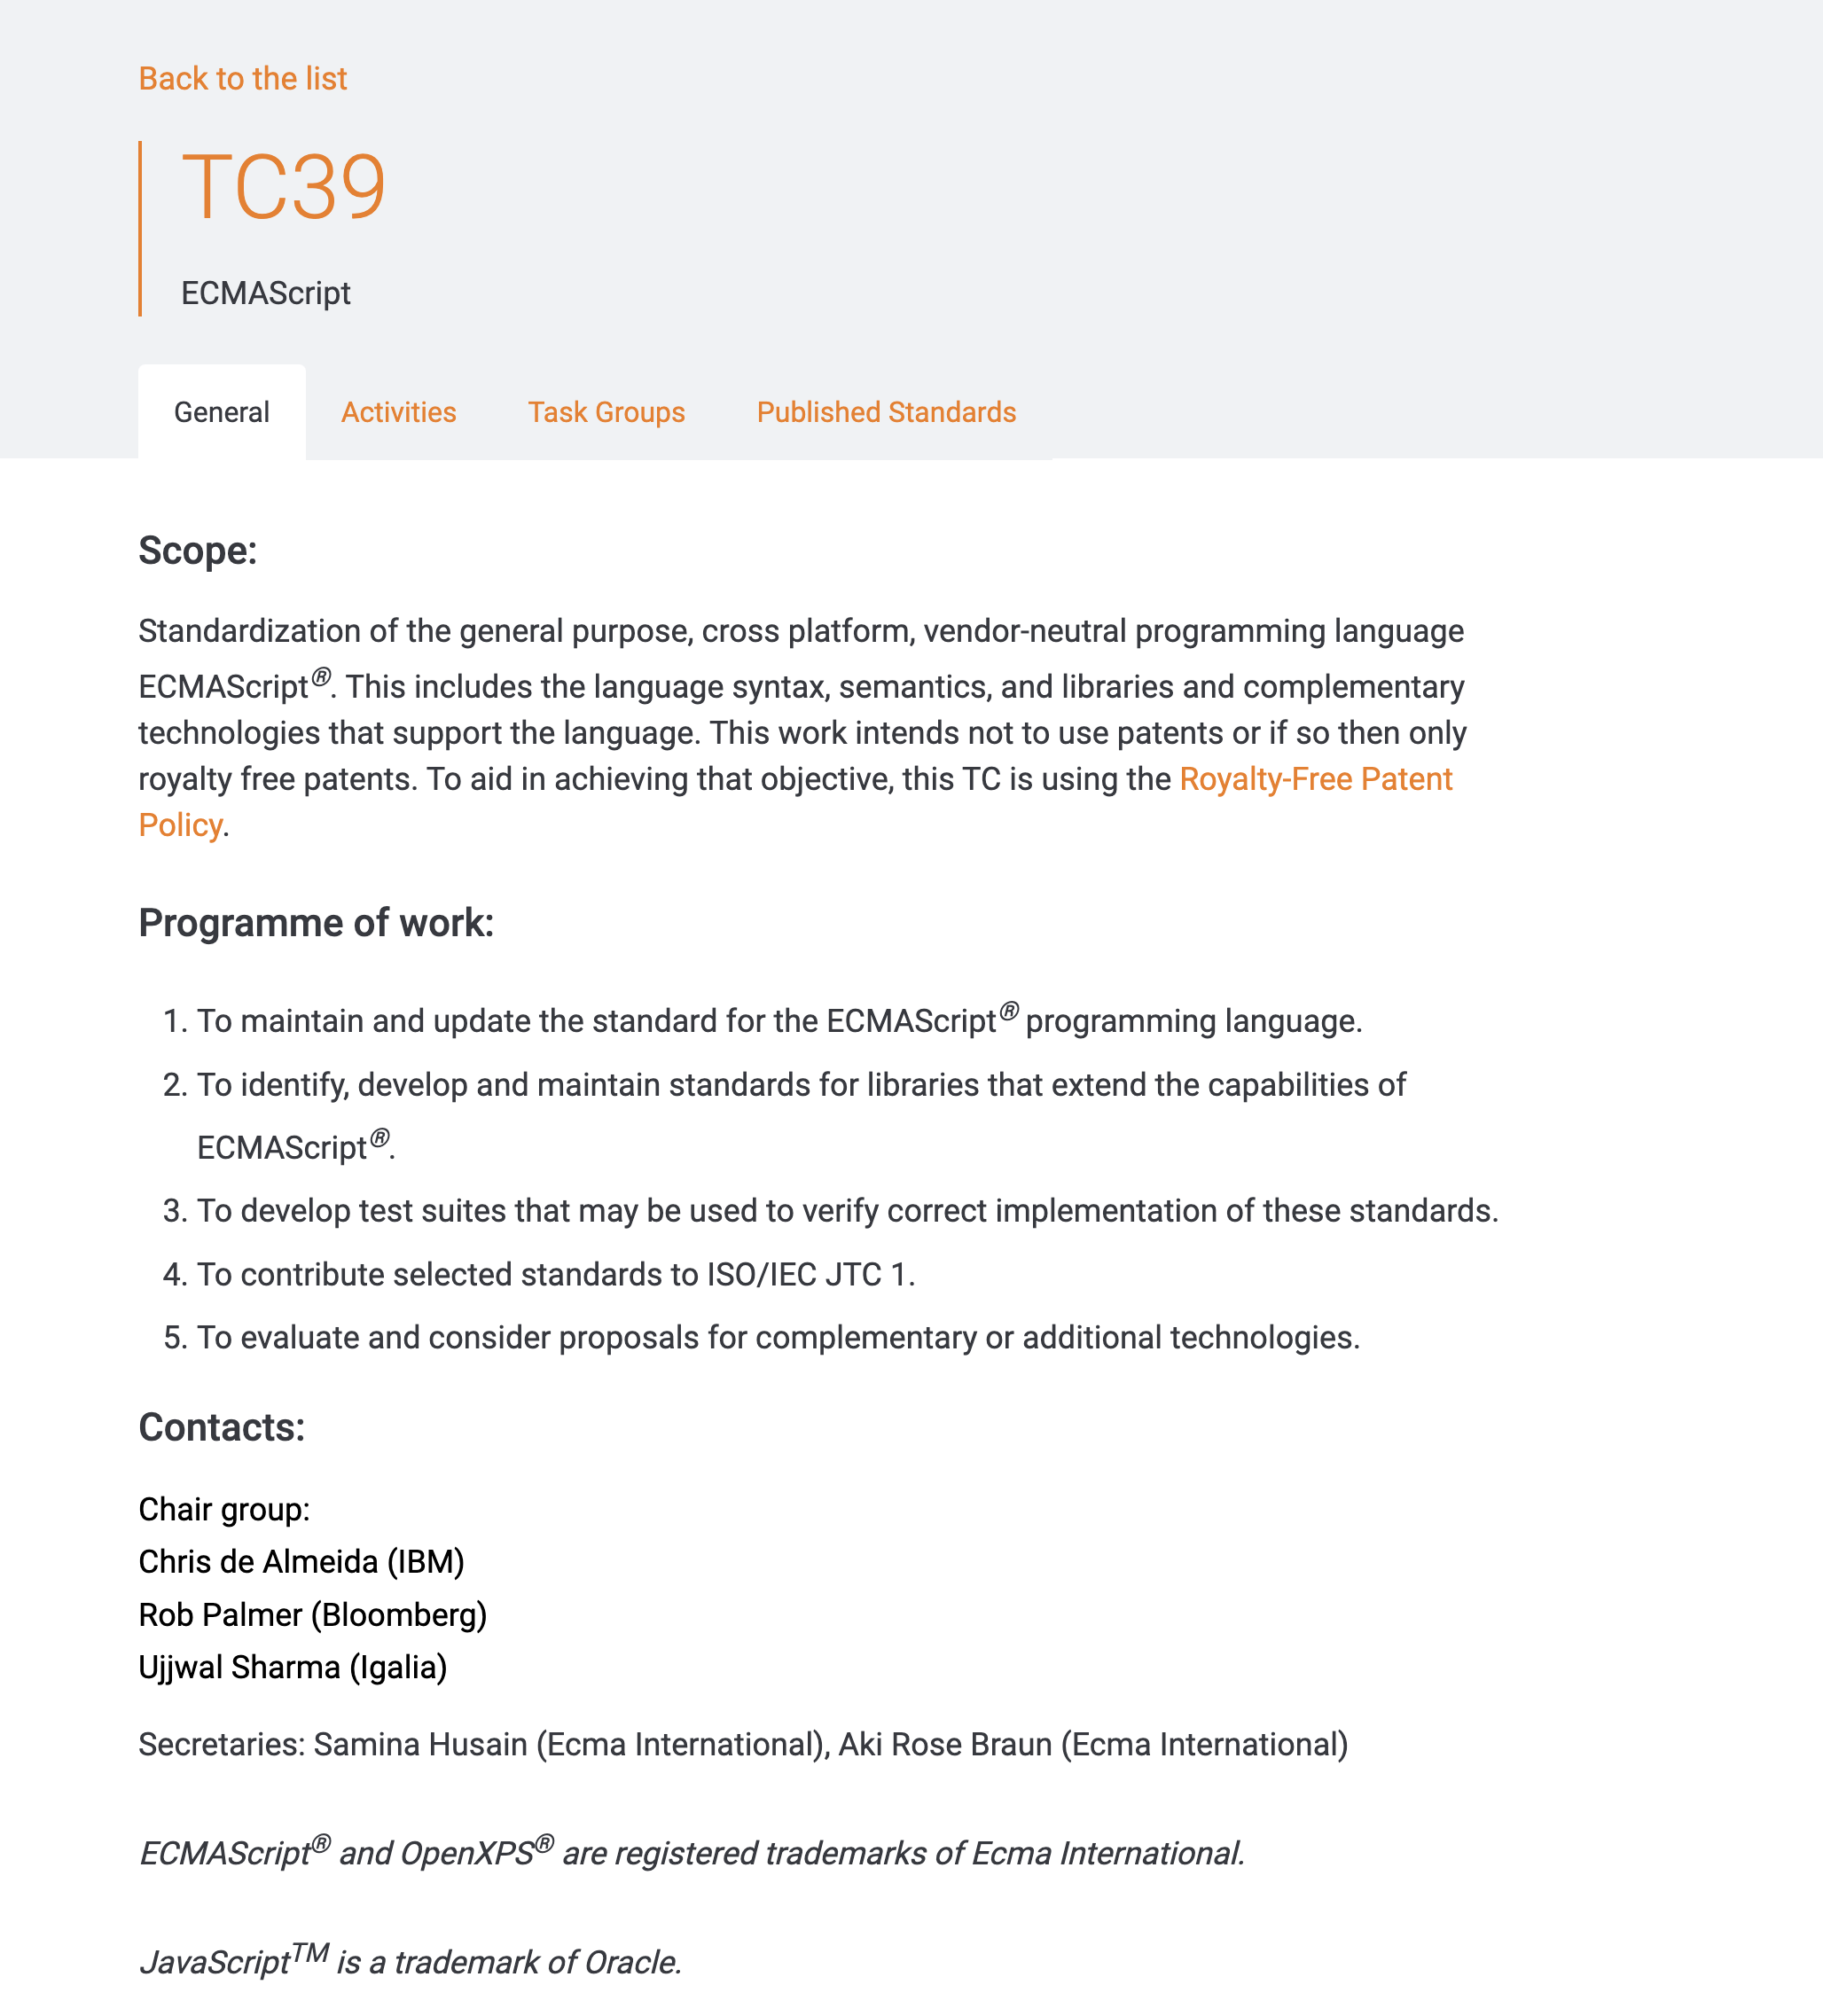 Back to the list
TC39
ECMAScript
General Activities Task Groups Published Standards
Scope:
Standardization of the general purpose, cross platform, vendor-neutral programming language
ECMAScript®. This includes the language syntax, semantics, and libraries and complementary
technologies that support the language. This work intends not to use patents or if so then only
royalty free patents. To aid in achieving that objective, this TC is using the Royalty-Free Patent
Policy.
Programme of work:
1. To maintain and update the standard for the ECMAScript® programming language.
2. To identify, develop and maintain standards for libraries that extend the capabilities of
ECMAScript®.
3. To develop test suites that may be used to verify correct implementation of these standards.
4. To contribute selected standards to ISO/IEC JTC 1.
5. To evaluate and consider proposals for complementary or additional technologies.
Contacts:
Chair group:
Chris de Almeida (IBM)
Rob Palmer (Bloomberg)
Ujjwal Sharma (Igalia)
Secretaries: Samina Husain (Ecma International), Aki Rose Braun (Ecma International)
ECMAScript® and OpenXPS® are registered trademarks of Ecma International.
JavaScript™ is a trademark of Oracle.